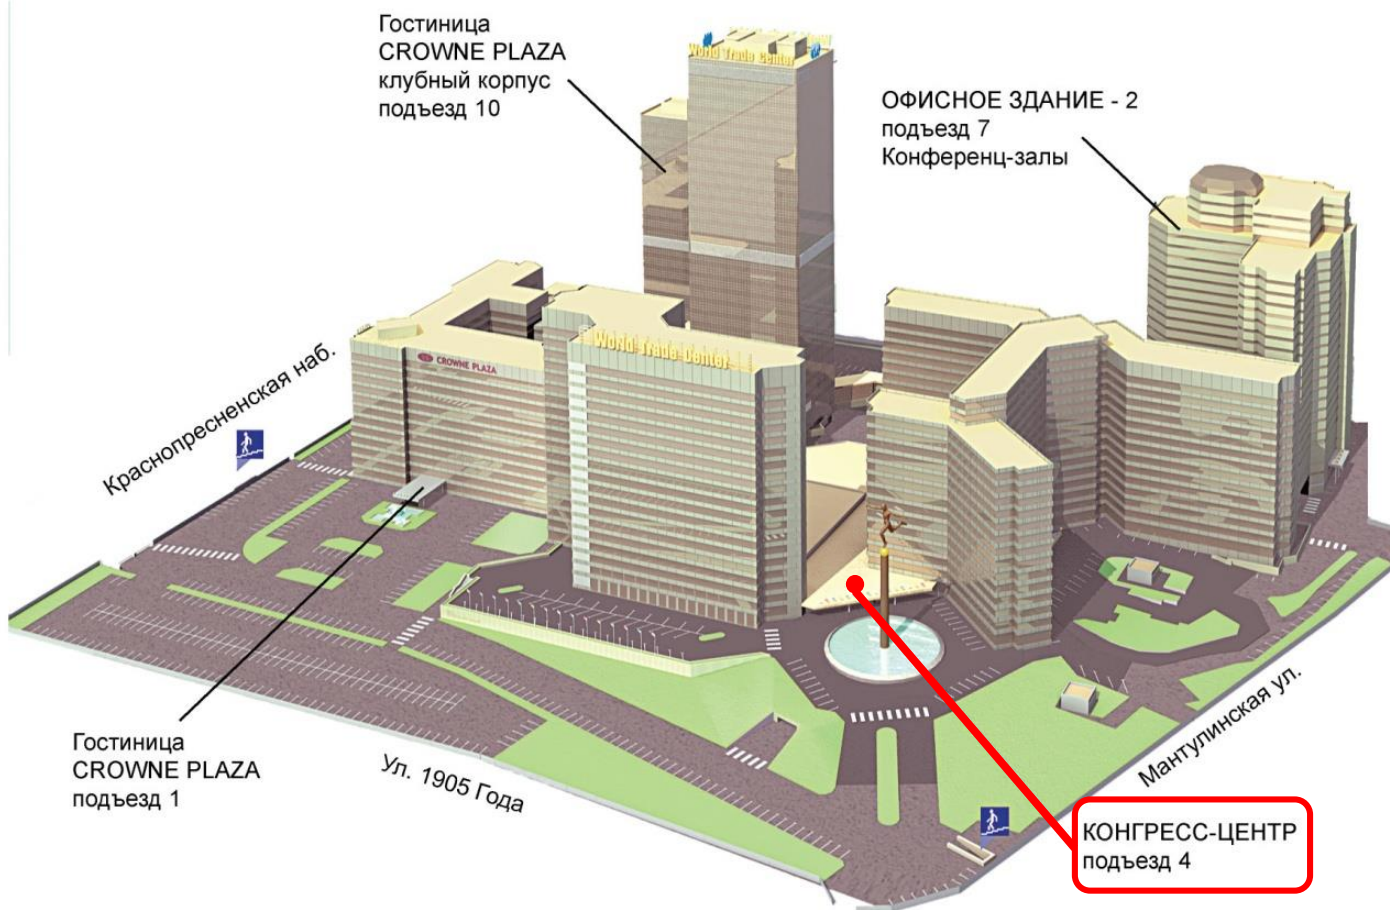 Гостиница
CROWNE PLAZA
клубный корпус
подъезд 10
World Trade Center
ОФИСНОЕ ЗДАНИЕ - 2
подъезд 7
Конференц-залы
World Trade Center
CROWNE PLAZA
Краснопресненская наб.
Гостиница
CROWNE PLAZA
подъезд 1
Ул. 1905 Года
Мантулинская ул.
КОНГРЕСС-ЦЕНТР
подъезд 4